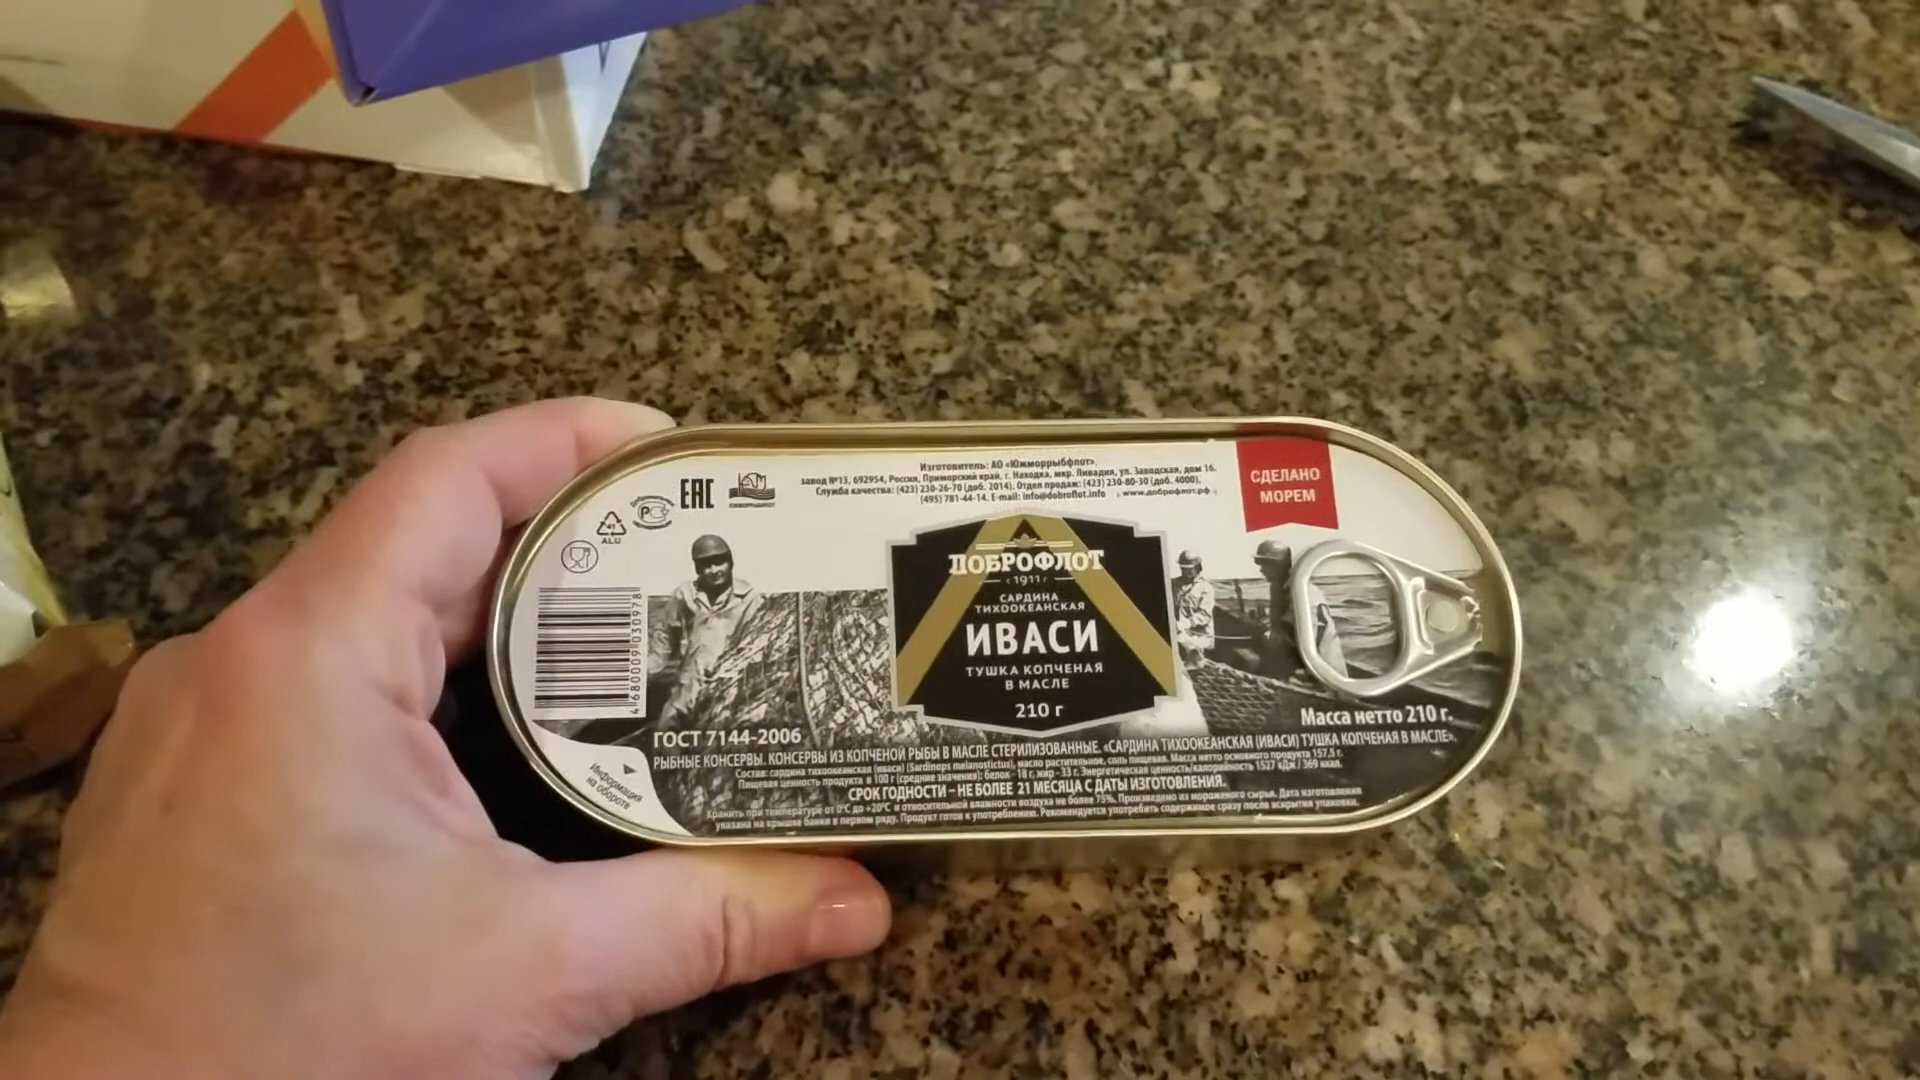 Изготовитель: АО «Южморрыбфлот»,
завод №13, 692954, Россия, Приморский край, г. Находка, мкр. Ливадия, ул. Заводская, дом 16.
Служба качества: (423) 230-26-70 (доб. 2014). Отдел продаж: (423) 230-80-30 (доб. 4000),
(495) 781-44-14. E-mail: info@dobroflot.info www.доброфлот.рф
СДЕЛАНО
МОРЕМ
EAC
РС
41
ALU
ДОБРОФЛОТ
с 1911 г
САРДИНА
ТИХООКЕАНСКАЯ
ИВАСИ
ТУШКА КОПЧЕНАЯ
В МАСЛЕ
210 г
4 680009 030978
Масса нетто 210 г.
ГОСТ 7144-2006
РЫБНЫЕ КОНСЕРВЫ. КОНСЕРВЫ ИЗ КОПЧЕНОЙ РЫБЫ В МАСЛЕ СТЕРИЛИЗОВАННЫЕ. «САРДИНА ТИХООКЕАНСКАЯ (ИВАСИ) ТУШКА КОПЧЕНАЯ В МАСЛЕ».
Состав: сардина тихоокеанская (иваси) (Sardinops melanostictus), масло растительное, соль пищевая. Масса нетто основного продукта 157,5 г.
Пищевая ценность продукта в 100 г (средние значения): белок - 18 г, жир - 33 г. Энергетическая ценность/калорийность 1527 кДж / 369 ккал.
СРОК ГОДНОСТИ – НЕ БОЛЕЕ 21 МЕСЯЦА С ДАТЫ ИЗГОТОВЛЕНИЯ.
Хранить при температуре от 0°С до +20°С и относительной влажности воздуха не более 75%. Произведено из мороженого сырья. Дата изготовления
указана на крышке банки в первом ряду. Продукт готов к употреблению. Рекомендуется употребить содержимое сразу после вскрытия упаковки.
Информация
на обороте